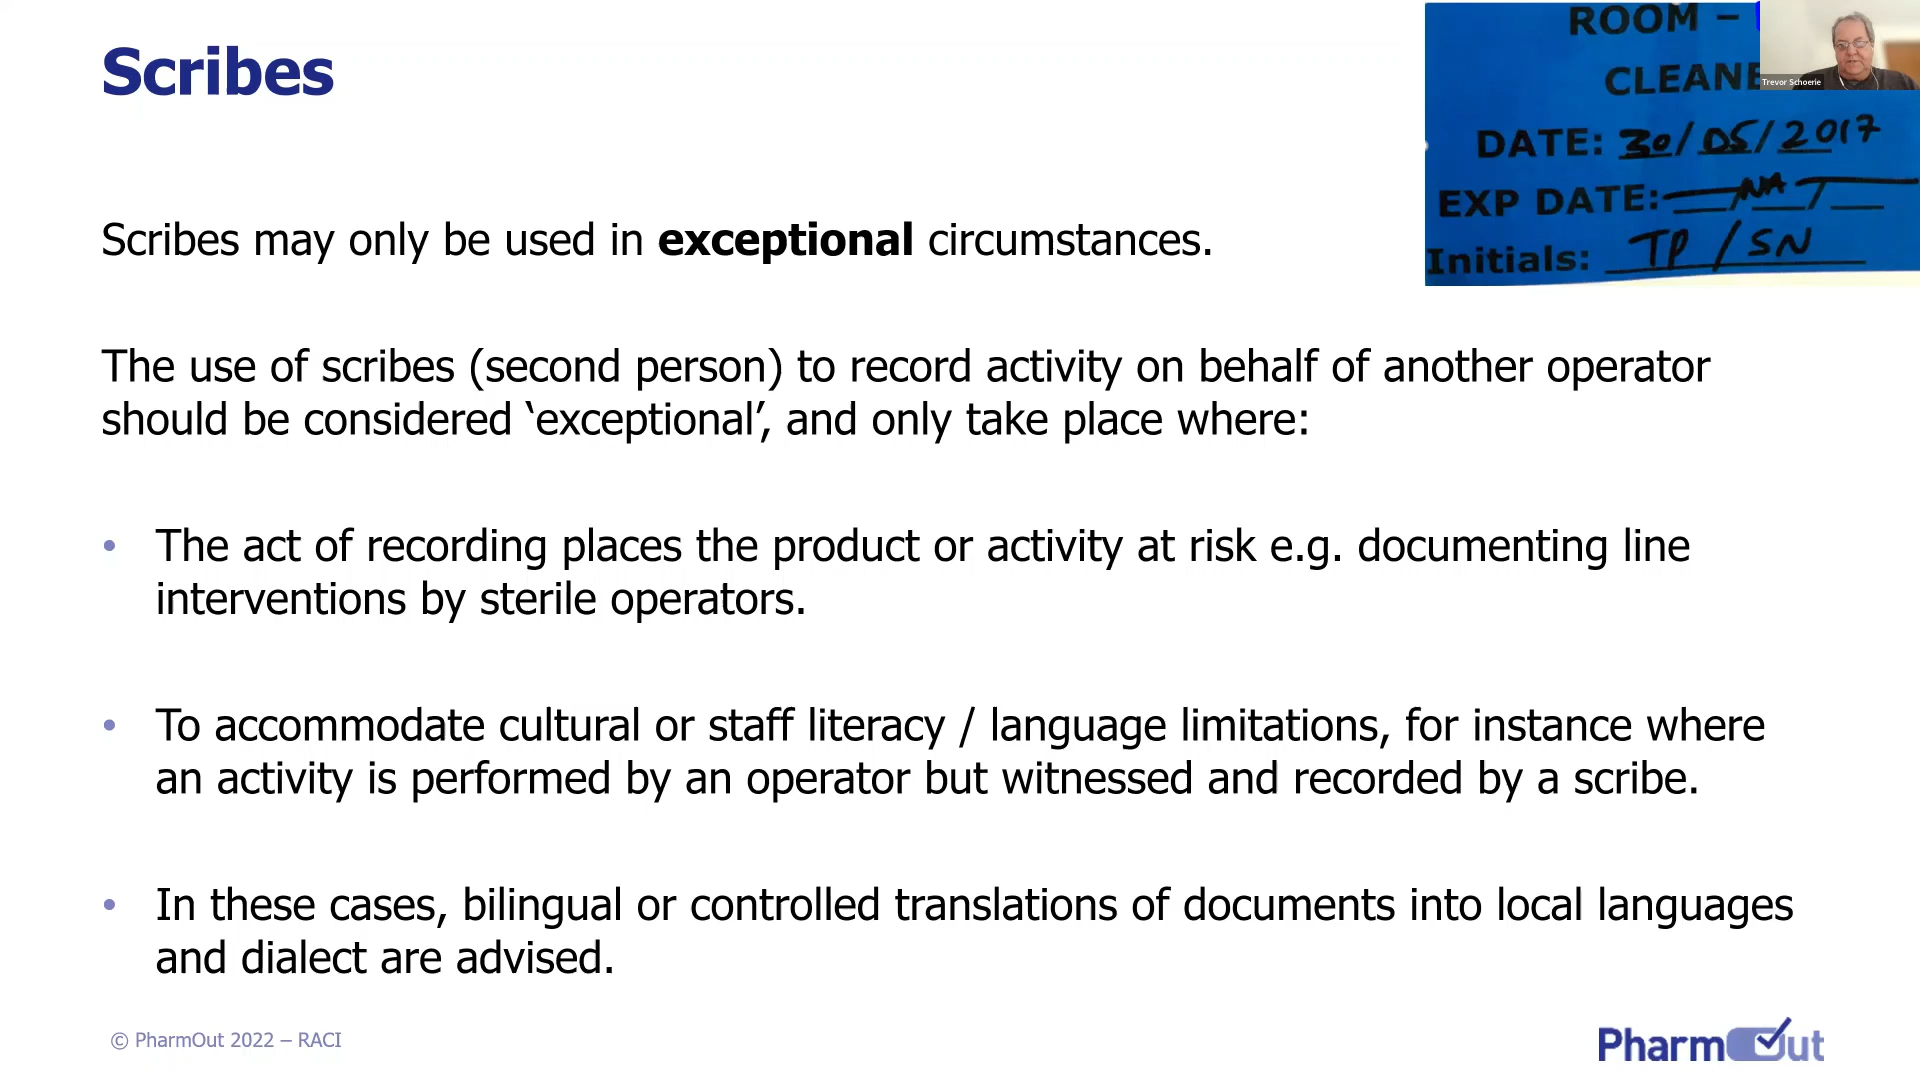 Scribes
ROOM –
CLEANE
Trevor Schoerie
DATE: 30/05/2017
EXP DATE: NA
Initials: TP / SN
Scribes may only be used in exceptional circumstances.
The use of scribes (second person) to record activity on behalf of another operator
should be considered ‘exceptional’, and only take place where:
• The act of recording places the product or activity at risk e.g. documenting line
interventions by sterile operators.
• To accommodate cultural or staff literacy / language limitations, for instance where
an activity is performed by an operator but witnessed and recorded by a scribe.
• In these cases, bilingual or controlled translations of documents into local languages
and dialect are advised.
© PharmOut 2022 – RACI
PharmOut